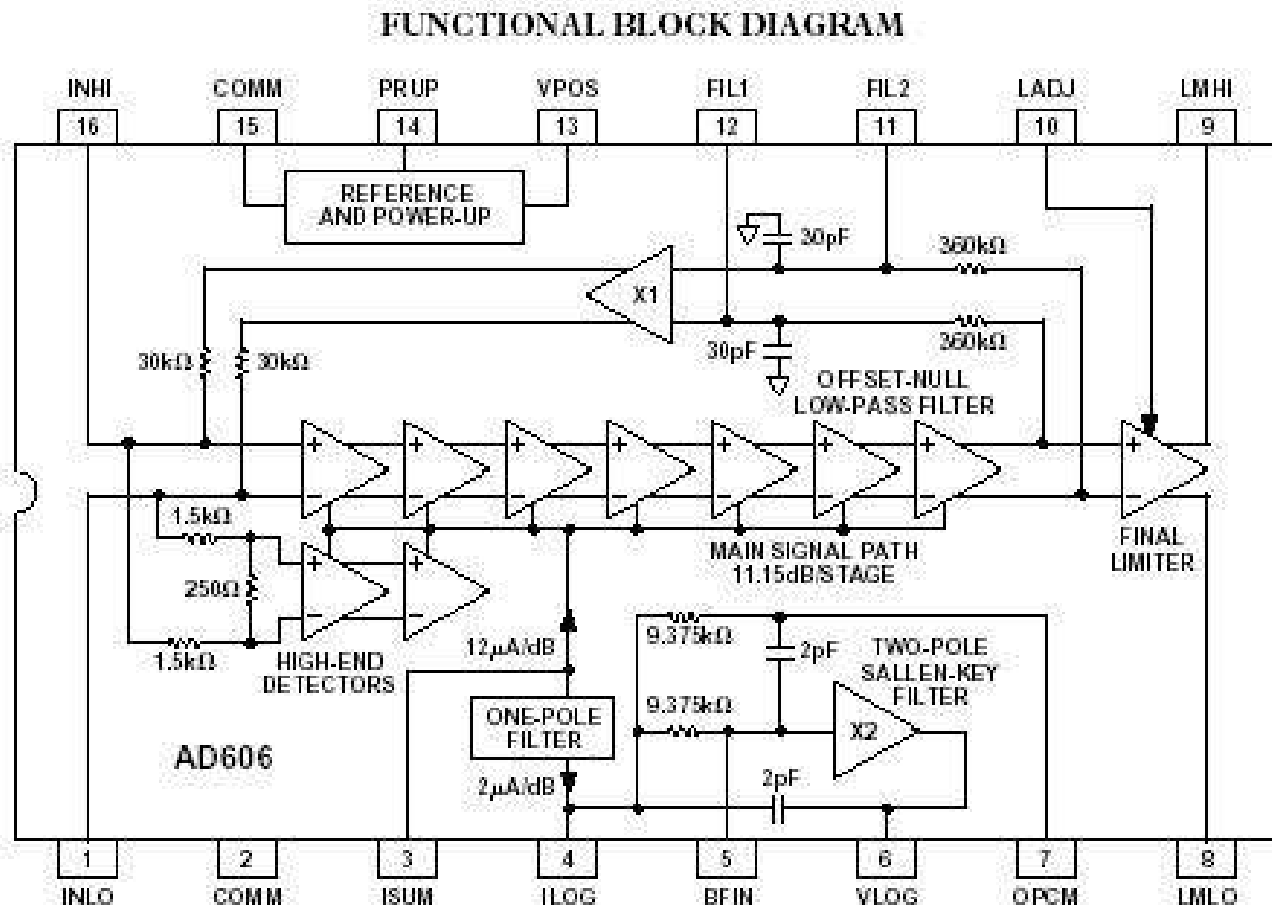 FUNCTIONAL BLOCK DIAGRAM
INHI COMM PRUP VPOS FIL1 FIL2 LADJ LMHI
16 15 14 13 12 11 10 9
REFERENCE
AND POWER-UP
30pF
360kΩ
X1
30kΩ
30kΩ
30pF
360kΩ
OFFSET-NULL
LOW-PASS FILTER
+ + + + + + + +
− − − − − − − −
1.5kΩ
MAIN SIGNAL PATH
11.15dB/STAGE
FINAL
LIMITER
+ +
250Ω
− −
1.5kΩ
HIGH-END
DETECTORS
12µA/dB
9.375kΩ
2pF
TWO-POLE
SALLEN-KEY
FILTER
ONE-POLE
FILTER
9.375kΩ
X2
AD606
2µA/dB
2pF
1 2 3 4 5 6 7 8
INLO COMM ISUM ILOG BFIN VLOG OPCM LMLO